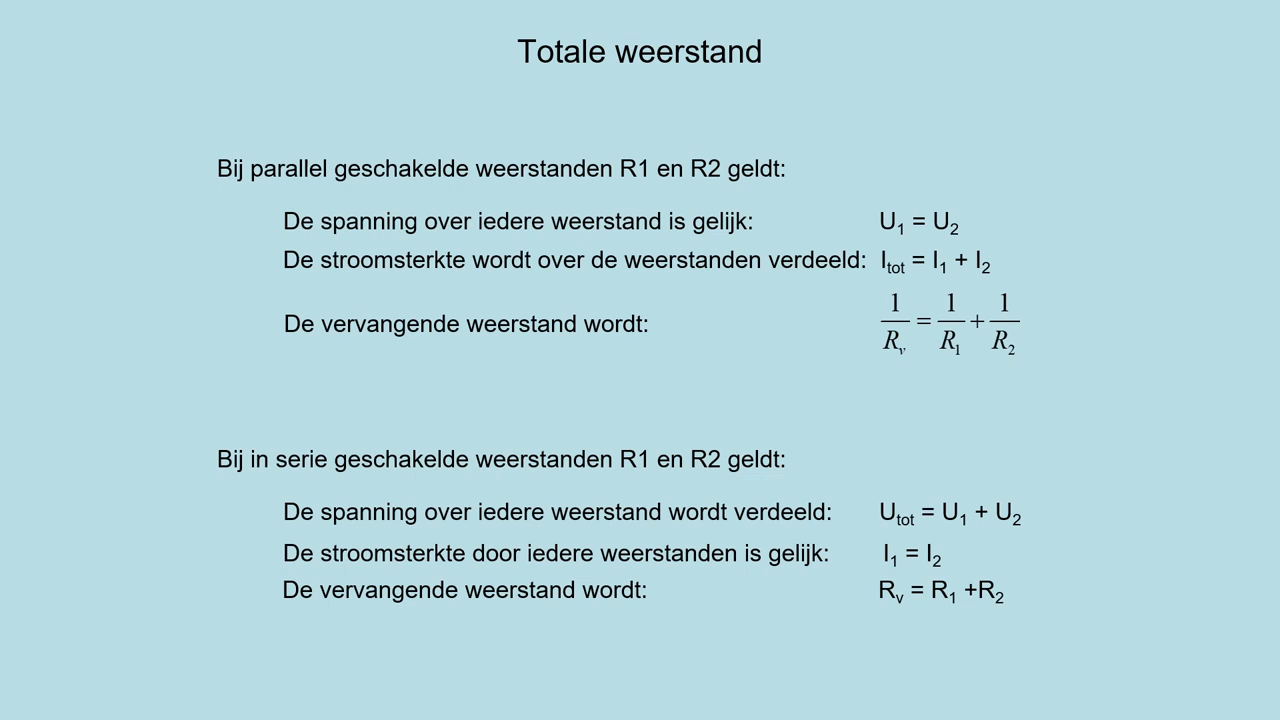 Totale weerstand
Bij parallel geschakelde weerstanden R1 en R2 geldt:
De spanning over iedere weerstand is gelijk: U₁ = U₂
De stroomsterkte wordt over de weerstanden verdeeld: Iₜₒₜ = I₁ + I₂
De vervangende weerstand wordt: 1/Rᵥ = 1/R₁ + 1/R₂
Bij in serie geschakelde weerstanden R1 en R2 geldt:
De spanning over iedere weerstand wordt verdeeld: Uₜₒₜ = U₁ + U₂
De stroomsterkte door iedere weerstanden is gelijk: I₁ = I₂
De vervangende weerstand wordt: Rᵥ = R₁ +R₂